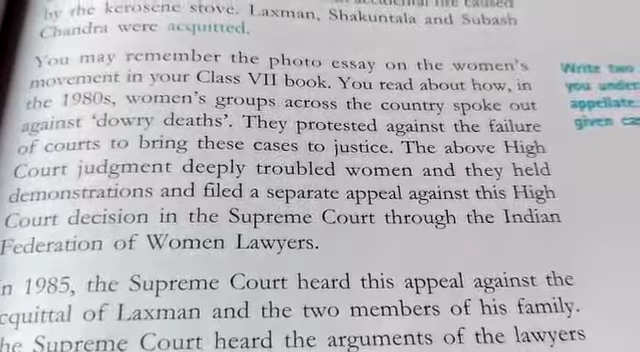 by the kerosene stove. Laxman, Shakuntala and Subash
Chandra were acquitted.
You may remember the photo essay on the women's
movement in your Class VII book. You read about how, in
the 1980s, women's groups across the country spoke out
against 'dowry deaths'. They protested against the failure
of courts to bring these cases to justice. The above High
Court judgment deeply troubled women and they held
demonstrations and filed a separate appeal against this High
Court decision in the Supreme Court through the Indian
Federation of Women Lawyers.
n 1985, the Supreme Court heard this appeal against the
cquittal of Laxman and the two members of his family.
he Supreme Court heard the arguments of the lawyers
Write two
you under
appellate
given ca